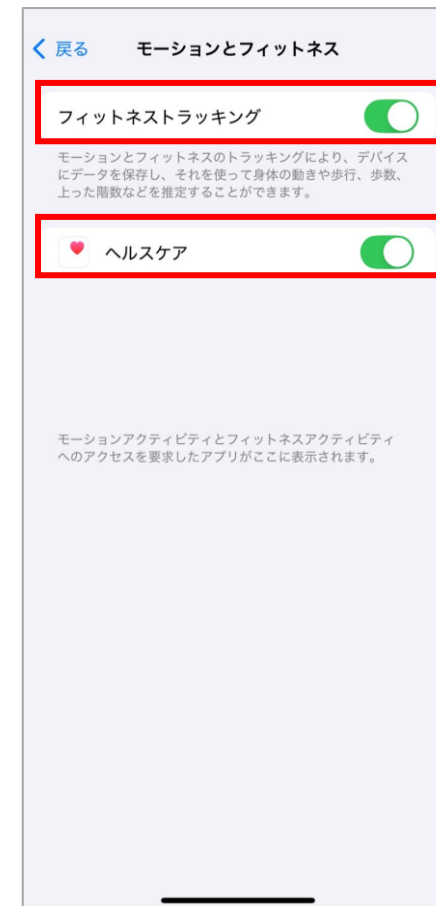 戻る モーションとフィットネス
フィットネストラッキング
モーションとフィットネスのトラッキングにより、デバイス
にデータを保存し、それを使って身体の動きや歩行、歩数、
上った階数などを推定することができます。
ヘルスケア
モーションアクティビティとフィットネスアクティビティ
へのアクセスを要求したアプリがここに表示されます。